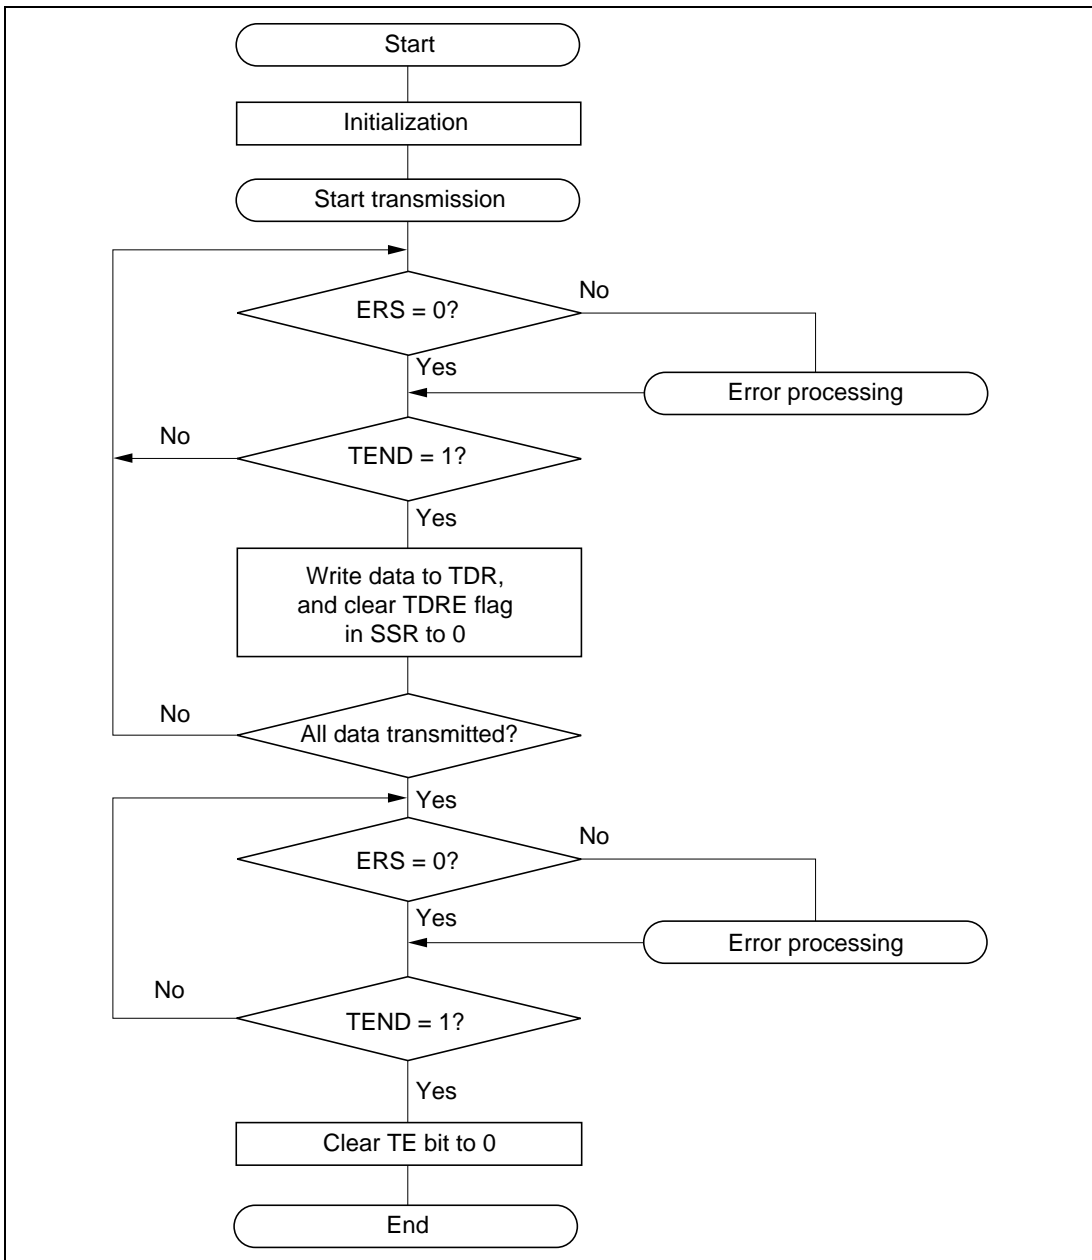 Start
Initialization
Start transmission
ERS = 0?
No
Yes
Error processing
No
TEND = 1?
Yes
Write data to TDR,
and clear TDRE flag
in SSR to 0
No
All data transmitted?
Yes
No
ERS = 0?
Yes
Error processing
No
TEND = 1?
Yes
Clear TE bit to 0
End